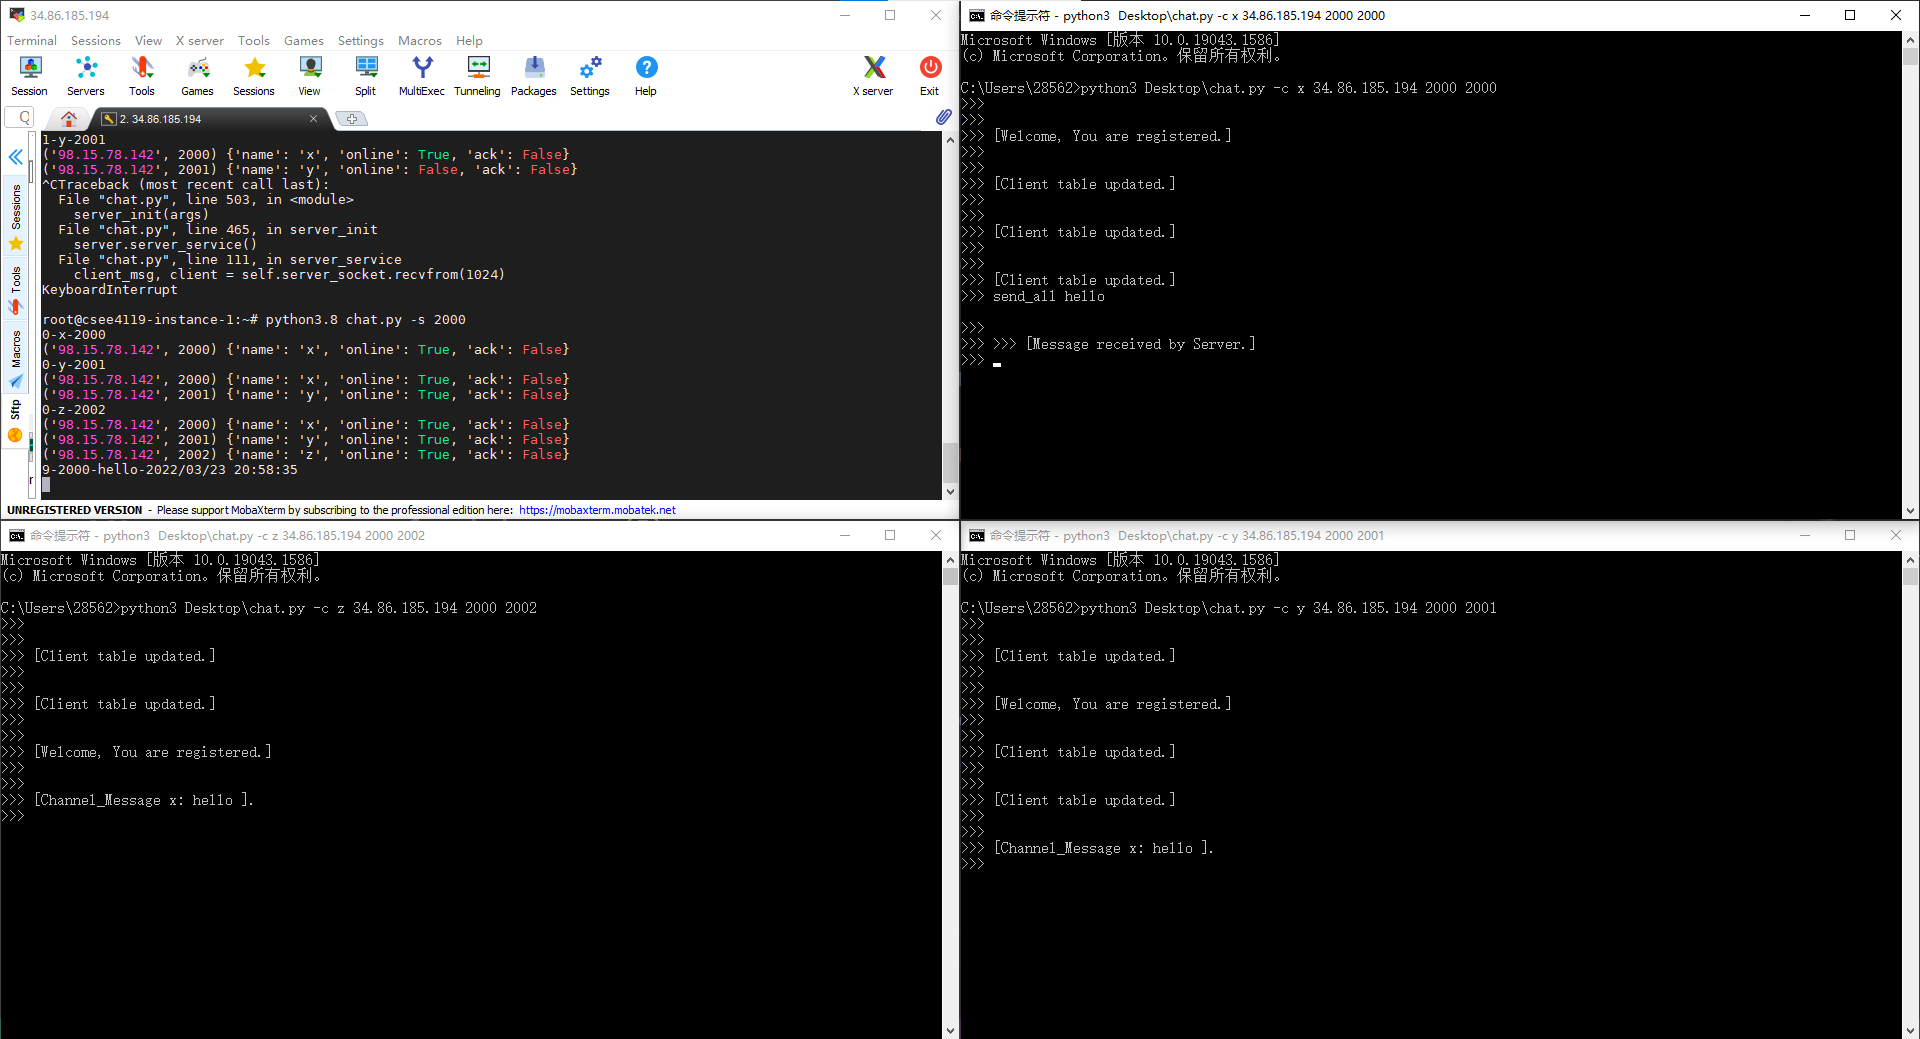 34.86.185.194
Terminal Sessions View X server Tools Games Settings Macros Help
Session Servers Tools Games Sessions View Split MultiExec Tunneling Packages Settings Help X server Exit
2. 34.86.185.194
Sessions
Tools
Macros
Sftp
1-y-2001
('98.15.78.142', 2000) {'name': 'x', 'online': True, 'ack': False}
('98.15.78.142', 2001) {'name': 'y', 'online': False, 'ack': False}
^CTraceback (most recent call last):
File "chat.py", line 503, in <module>
server_init(args)
File "chat.py", line 465, in server_init
server.server_service()
File "chat.py", line 111, in server_service
client_msg, client = self.server_socket.recvfrom(1024)
KeyboardInterrupt
root@csee4119-instance-1:~# python3.8 chat.py -s 2000
0-x-2000
('98.15.78.142', 2000) {'name': 'x', 'online': True, 'ack': False}
0-y-2001
('98.15.78.142', 2000) {'name': 'x', 'online': True, 'ack': False}
('98.15.78.142', 2001) {'name': 'y', 'online': True, 'ack': False}
0-z-2002
('98.15.78.142', 2000) {'name': 'x', 'online': True, 'ack': False}
('98.15.78.142', 2001) {'name': 'y', 'online': True, 'ack': False}
('98.15.78.142', 2002) {'name': 'z', 'online': True, 'ack': False}
9-2000-hello-2022/03/23 20:58:35
UNREGISTERED VERSION - Please support MobaXterm by subscribing to the professional edition here: https://mobaxterm.mobatek.net
命令提示符 - python3 Desktop\chat.py -c x 34.86.185.194 2000 2000
Microsoft Windows [版本 10.0.19043.1586]
(c) Microsoft Corporation。保留所有权利。
C:\Users\28562>python3 Desktop\chat.py -c x 34.86.185.194 2000 2000
>>>
>>>
>>> [Welcome, You are registered.]
>>>
>>>
>>> [Client table updated.]
>>>
>>>
>>> [Client table updated.]
>>>
>>>
>>> [Client table updated.]
>>> send_all hello
>>>
>>> >>> [Message received by Server.]
>>>
命令提示符 - python3 Desktop\chat.py -c z 34.86.185.194 2000 2002
Microsoft Windows [版本 10.0.19043.1586]
(c) Microsoft Corporation。保留所有权利。
C:\Users\28562>python3 Desktop\chat.py -c z 34.86.185.194 2000 2002
>>>
>>>
>>> [Client table updated.]
>>>
>>>
>>> [Client table updated.]
>>>
>>>
>>> [Welcome, You are registered.]
>>>
>>>
>>> [Channel_Message x: hello ].
>>>
命令提示符 - python3 Desktop\chat.py -c y 34.86.185.194 2000 2001
Microsoft Windows [版本 10.0.19043.1586]
(c) Microsoft Corporation。保留所有权利。
C:\Users\28562>python3 Desktop\chat.py -c y 34.86.185.194 2000 2001
>>>
>>>
>>> [Client table updated.]
>>>
>>>
>>> [Welcome, You are registered.]
>>>
>>>
>>> [Client table updated.]
>>>
>>>
>>> [Client table updated.]
>>>
>>>
>>> [Channel_Message x: hello ].
>>>